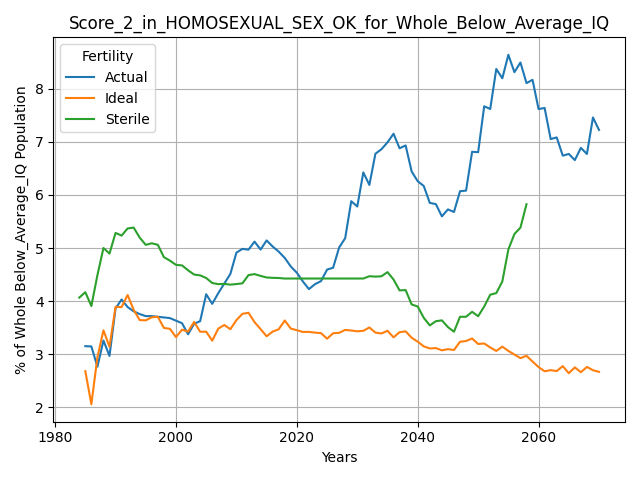 Score_2_in_HOMOSEXUAL_SEX_OK_for_Whole_Below_Average_IQ
Fertility
Actual
Ideal
Sterile
% of Whole Below_Average_IQ Population
8
7
6
5
4
3
2
1980
2000
2020
2040
2060
Years